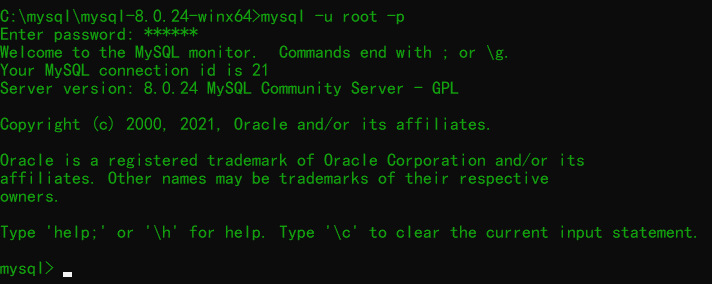 C:\mysql\mysql-8.0.24-winx64>mysql -u root -p
Enter password: ******
Welcome to the MySQL monitor.  Commands end with ; or \g.
Your MySQL connection id is 21
Server version: 8.0.24 MySQL Community Server - GPL

Copyright (c) 2000, 2021, Oracle and/or its affiliates.

Oracle is a registered trademark of Oracle Corporation and/or its
affiliates. Other names may be trademarks of their respective
owners.

Type 'help;' or '\h' for help. Type '\c' to clear the current input statement.

mysql>